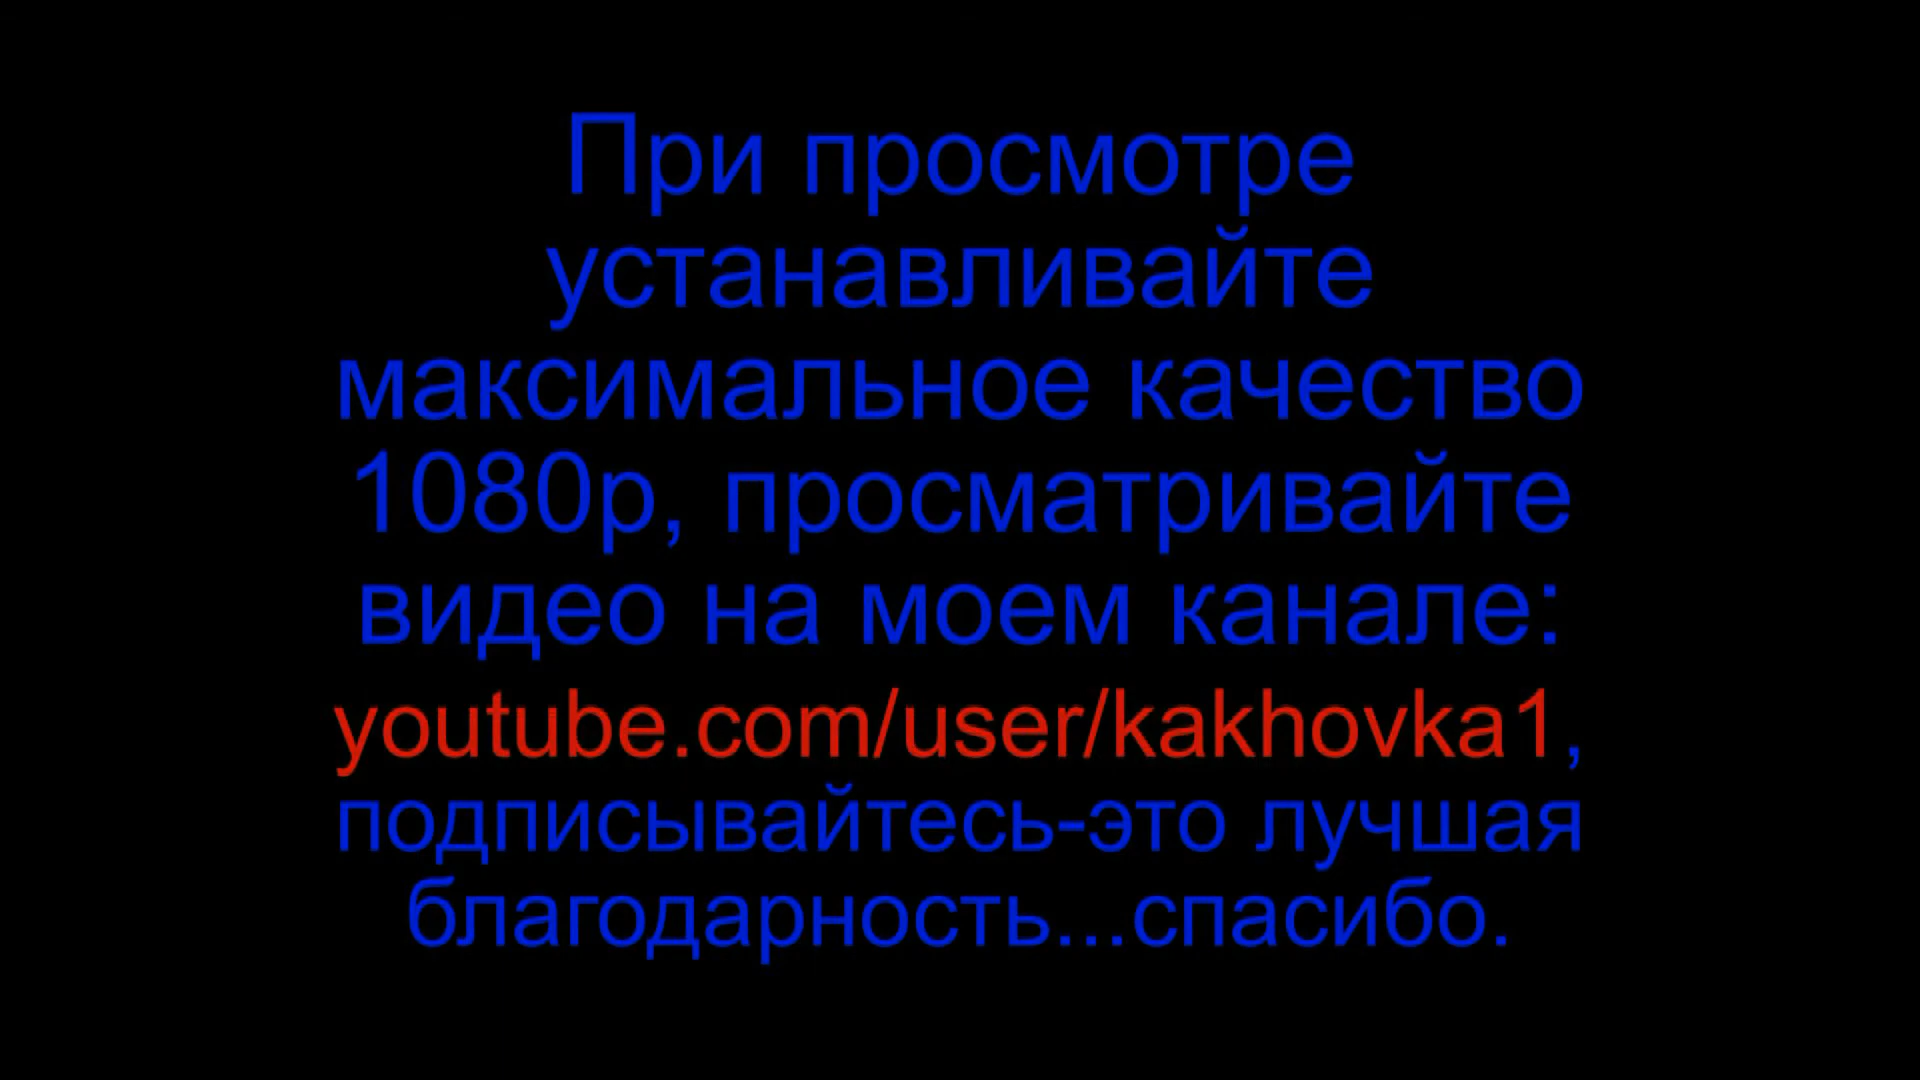 При просмотре
устанавливайте
максимальное качество
1080р, просматривайте
видео на моем канале:
youtube.com/user/kakhovka1,
подписывайтесь-это лучшая
благодарность...спасибо.